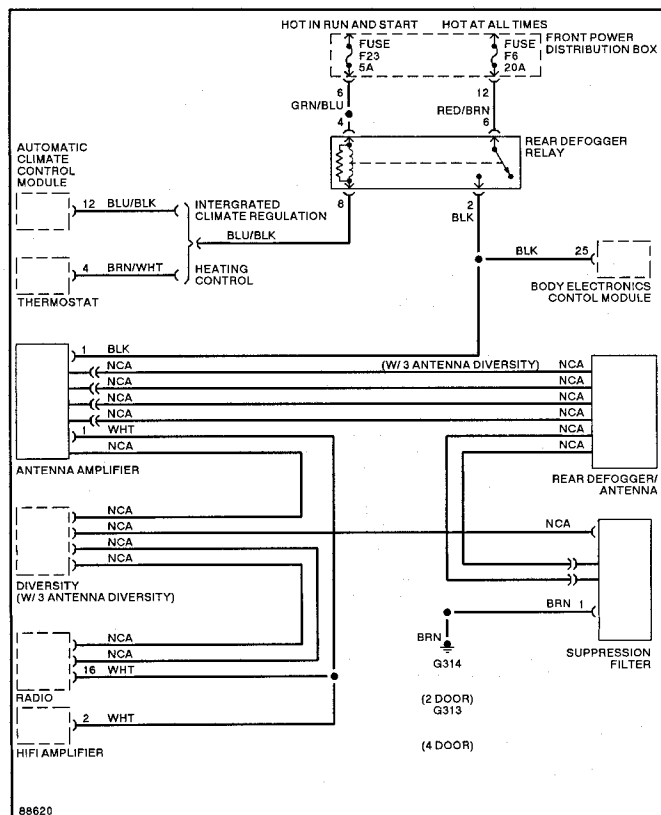 HOT IN RUN AND START
HOT AT ALL TIMES
FUSE
F23
5A
FUSE
F6
20A
FRONT POWER
DISTRIBUTION BOX
6
GRN/BLU
4
12
RED/BRN
6
REAR DEFOGGER
RELAY
8
2
BLK
AUTOMATIC
CLIMATE
CONTROL
MODULE
12 BLU/BLK
INTERGRATED
CLIMATE REGULATION
BLU/BLK
4 BRN/WHT
HEATING
CONTROL
THERMOSTAT
BLK 25
BODY ELECTRONICS
CONTOL MODULE
1 BLK
NCA
NCA
NCA
NCA
1 WHT
NCA
ANTENNA AMPLIFIER
(W/ 3 ANTENNA DIVERSITY)
NCA
NCA
NCA
NCA
NCA
NCA
REAR DEFOGGER/
ANTENNA
NCA
NCA
NCA
NCA
DIVERSITY
(W/ 3 ANTENNA DIVERSITY)
NCA
BRN 1
SUPPRESSION
FILTER
BRN
G314
(2 DOOR)
G313
(4 DOOR)
NCA
NCA
16 WHT
RADIO
2 WHT
HIFI AMPLIFIER
88620